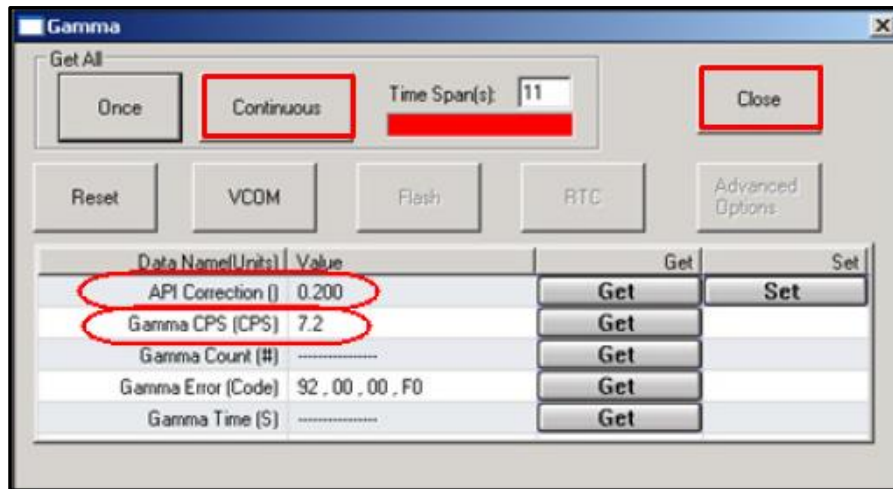 Gamma
Get All
Once
Continuous
Time Span(s):
11
Close
Reset
VCOM
Flash
RTC
Advanced
Options
Data Name(Units) Value Get Set
API Correction () 0.200 Get Set
Gamma CPS (CPS) 7.2 Get
Gamma Count (#) ---------------- Get
Gamma Error (Code) 92 , 00 , 00 , F0 Get
Gamma Time (S) ---------------- Get